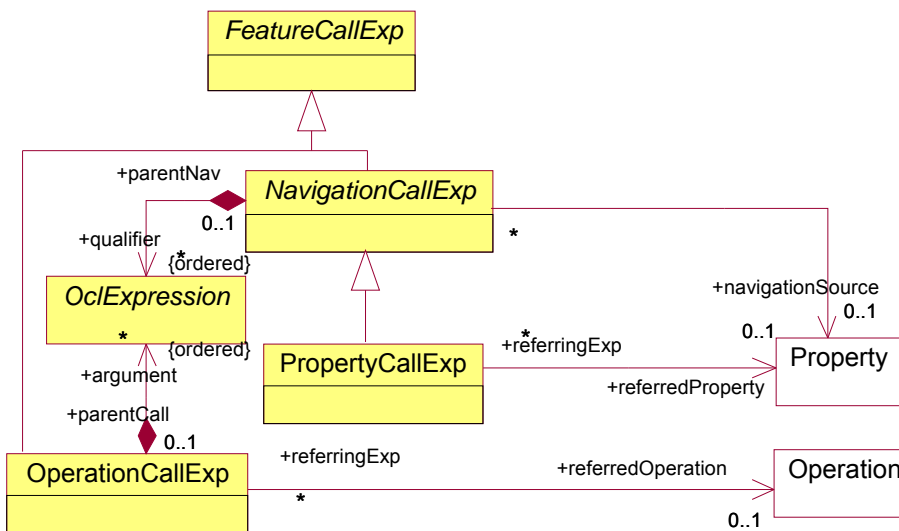 FeatureCallExp
+parentNav
NavigationCallExp
0..1
*
+qualifier
*
{ordered}
OclExpression
+navigationSource
0..1
*
{ordered}
*
+referringExp
0..1
Property
PropertyCallExp
+argument
+referredProperty
+parentCall
0..1
OperationCallExp
+referringExp
*
+referredOperation
0..1
Operation